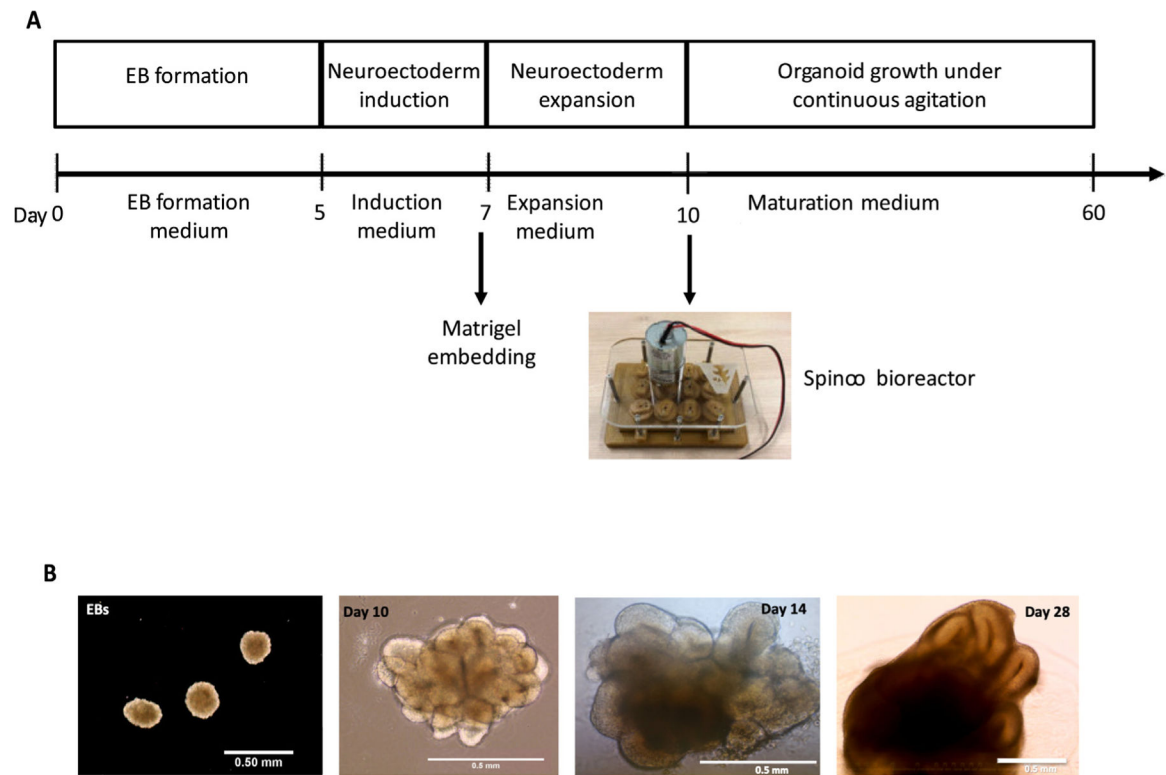 A
EB formation
Neuroectorderm
induction
Neuroectoderm
expansion
Organoid growth under
continuous agitation
Day 0
EB formation
medium
5
Induction
medium
7
Expansion
medium
10
Maturation medium
60
Matrigel
embedding
Spin∞ bioreactor
B
EBs
0.50 mm
Day 10
0.5 mm
Day 14
0.5 mm
Day 28
0.5 mm